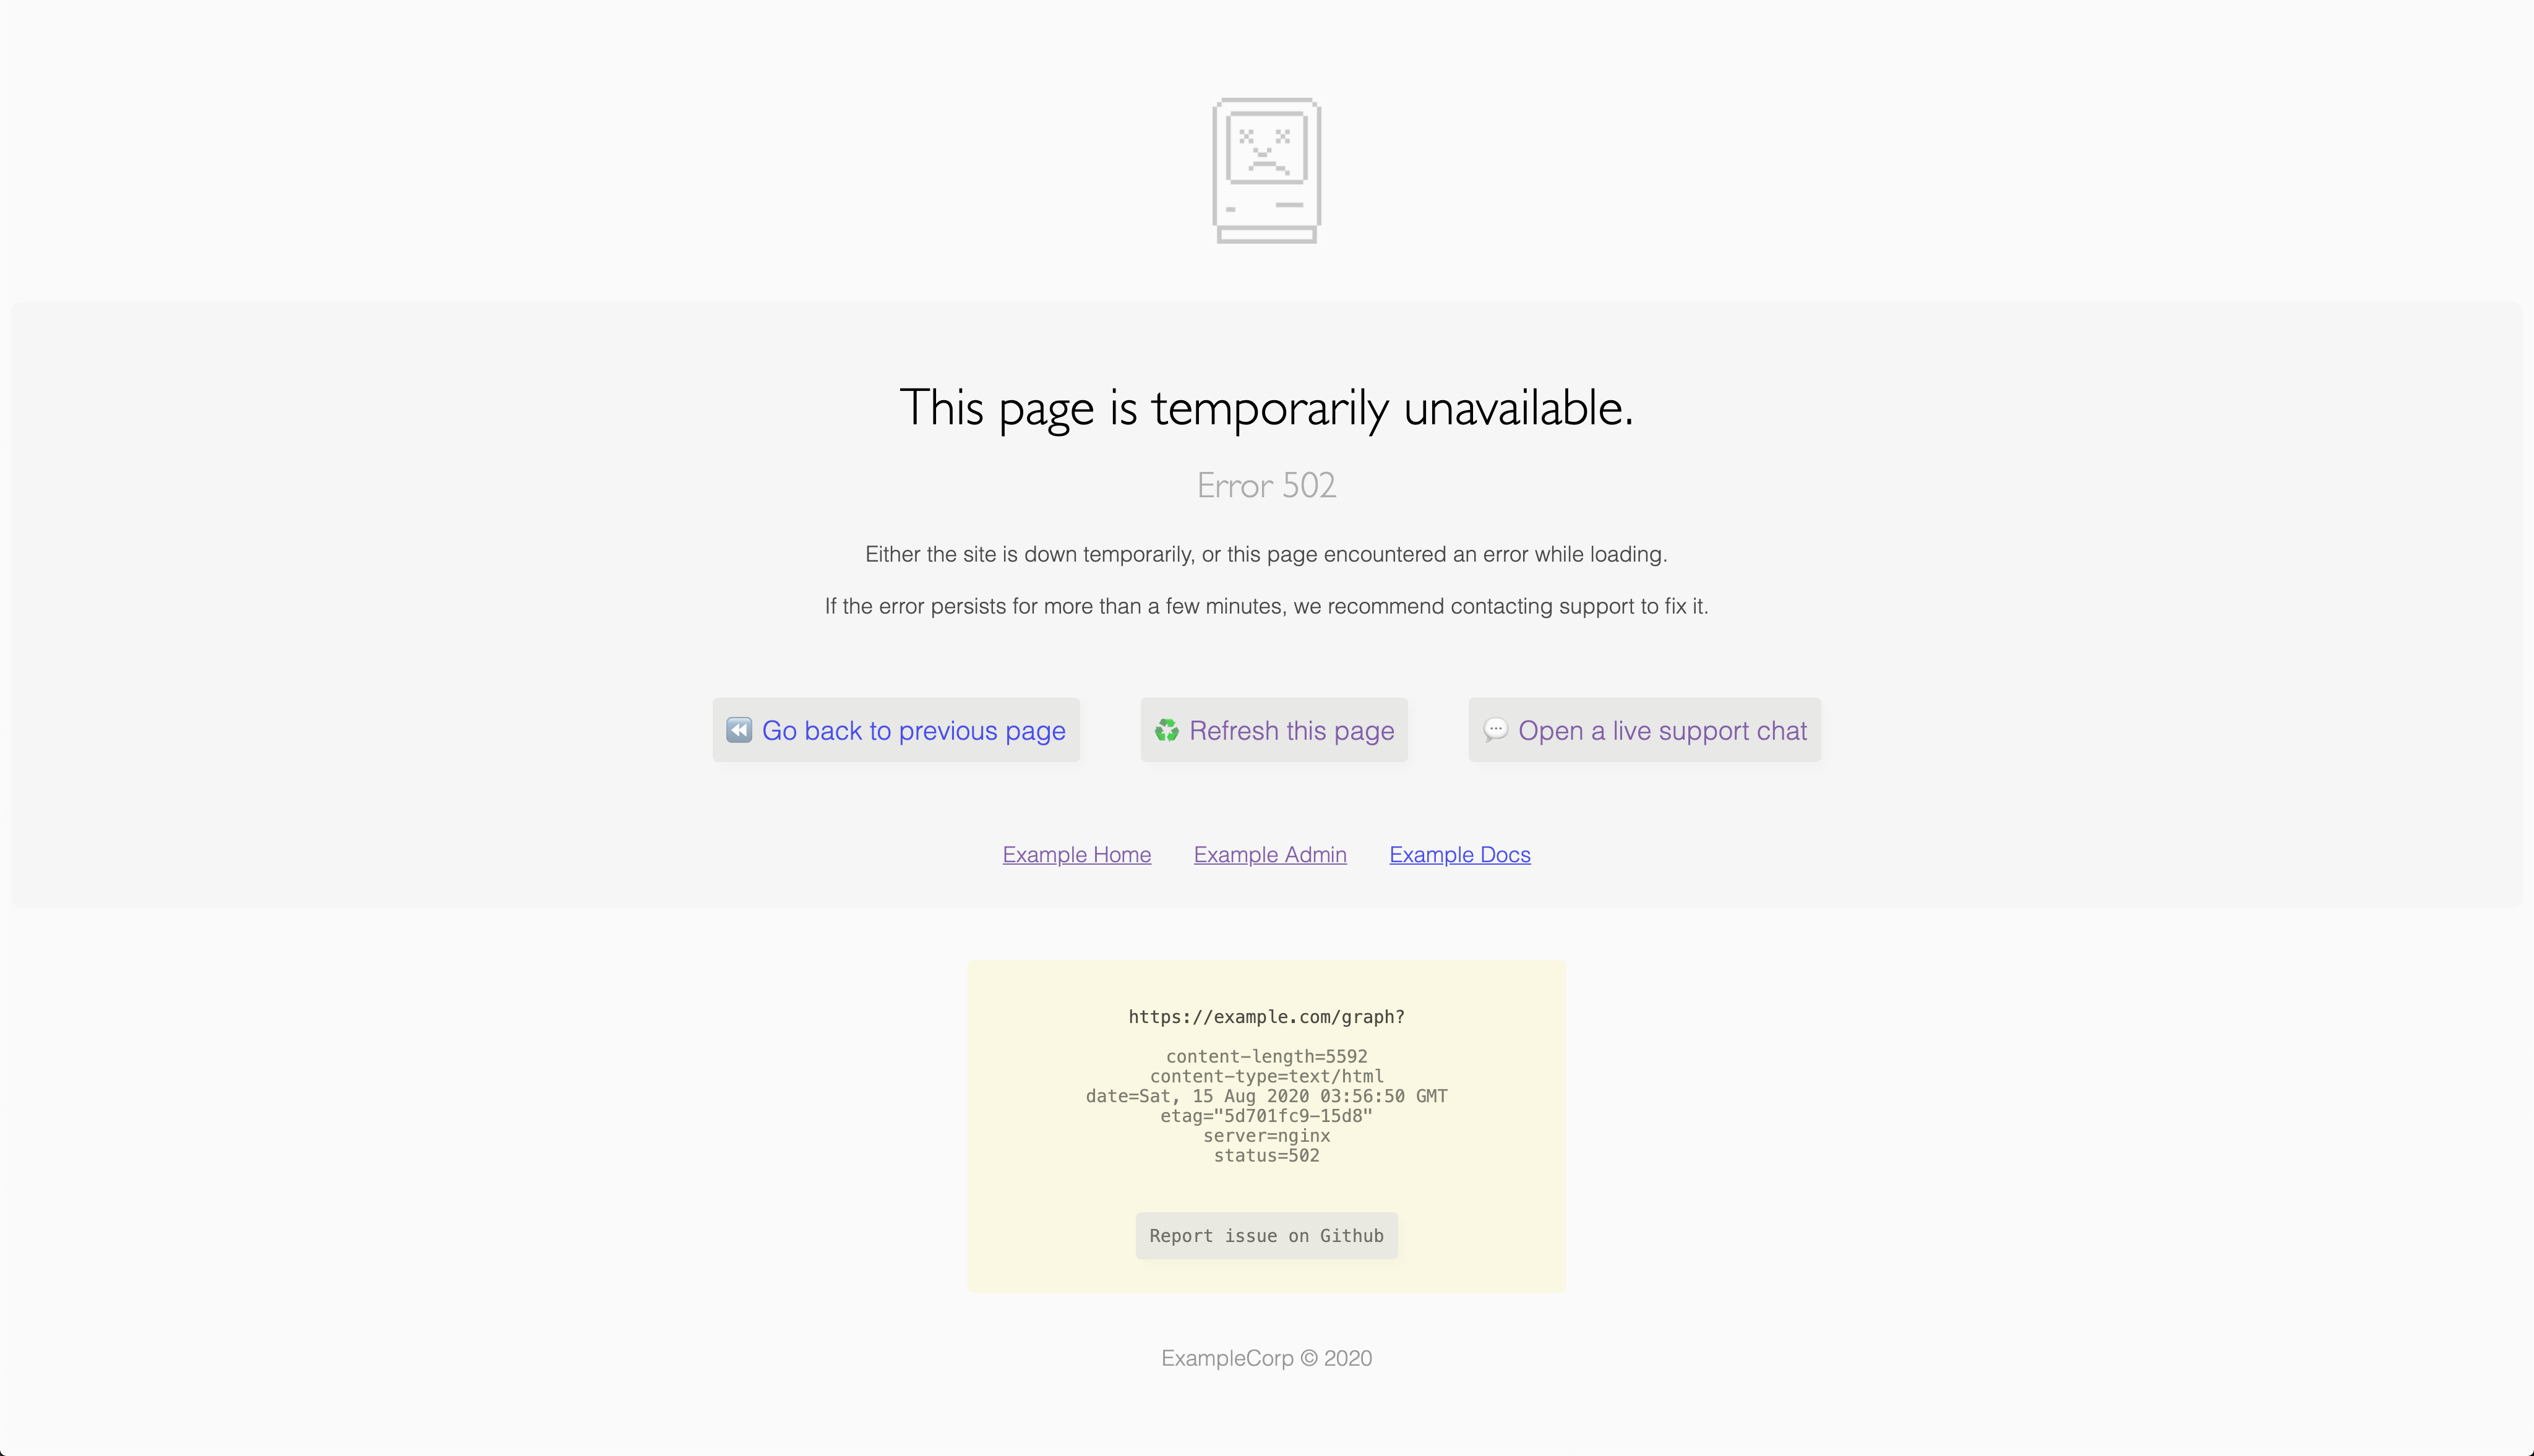 This page is temporarily unavailable.
Error 502
Either the site is down temporarily, or this page encountered an error while loading.
If the error persists for more than a few minutes, we recommend contacting support to fix it.
Go back to previous page
Refresh this page
Open a live support chat
Example Home
Example Admin
Example Docs
https://example.com/graph?
content-length=5592
content-type=text/html
date=Sat, 15 Aug 2020 03:56:50 GMT
etag="5d701fc9-15d8"
server=nginx
status=502
Report issue on Github
ExampleCorp © 2020